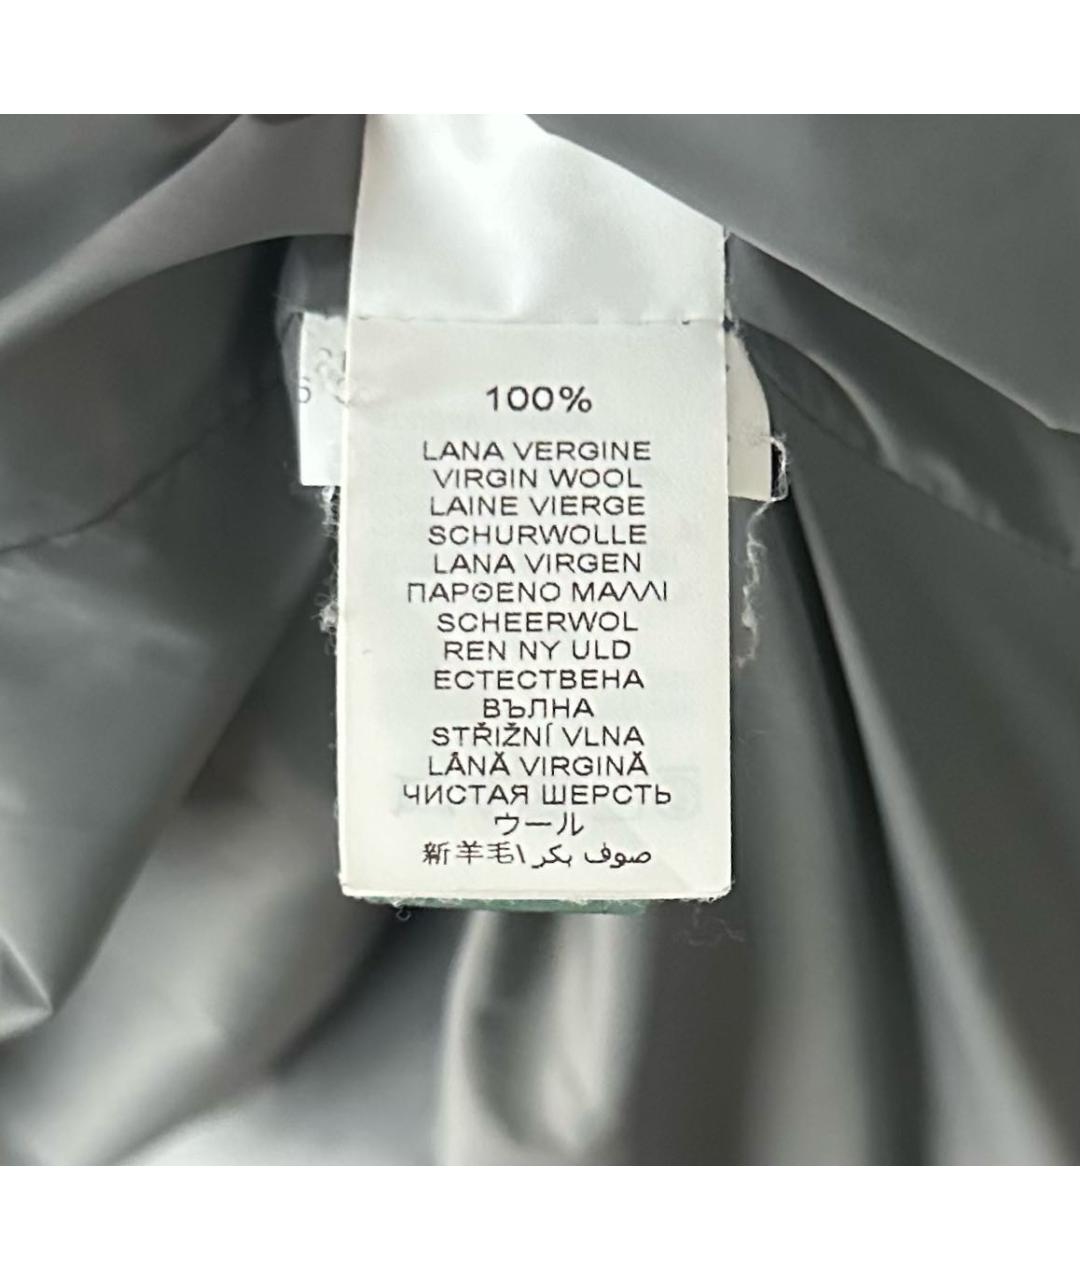 100%
LANA VERGINE
VIRGIN WOOL
LAINE VIERGE
SCHURWOLLE
LANA VIRGEN
ΠΑΡΘΕΝΟ ΜΑΛΛΙ
SCHEERWOL
REN NY ULD
ЕСТЕСТВЕНА
ВЪЛНА
STŘIŽNÍ VLNA
LÂNĂ VIRGINĂ
ЧИСТАЯ ШЕРСТЬ
ウール
新羊毛\ صوف بكر